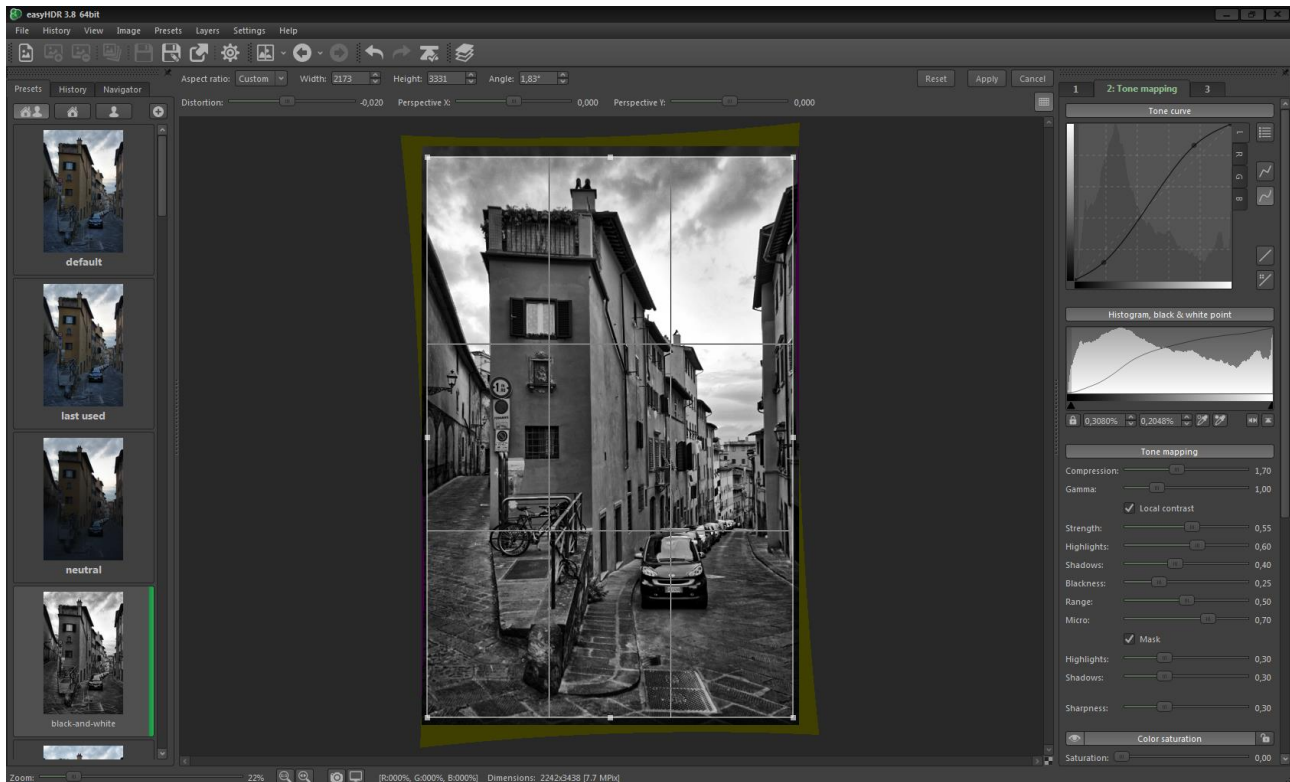 easyHDR 3.8 64bit
File History View Image Presets Layers Settings Help
Aspect ratio: Custom Width: 2173 Height: 3331 Angle: 1,83° Reset Apply Cancel
Distortion: -0,020 Perspective X: 0,000 Perspective Y: 0,000
Presets History Navigator
default
last used
neutral
black-and-white
1 2: Tone mapping 3
Tone curve
L
R
G
B
Histogram, black & white point
0,3080% 0,2048%
Tone mapping
Compression: 1,70
Gamma: 1,00
Local contrast
Strength: 0,55
Highlights: 0,60
Shadows: 0,40
Blackness: 0,25
Range: 0,50
Micro: 0,70
Mask
Highlights: 0,30
Shadows: 0,30
Sharpness: 0,30
Color saturation
Saturation: 0,00
Zoom: 22% [R:000%, G:000%, B:000%] Dimensions: 2242x3438 [7.7 MPix]